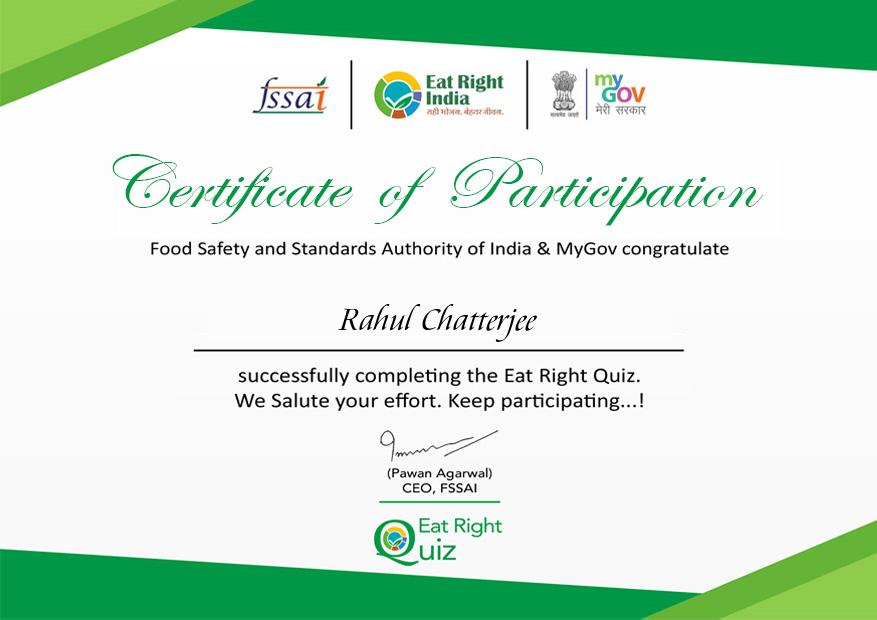 fssai
Eat Right
India
सही भोजन. बेहतर जीवन.
सत्यमेव जयते
my
GOV
मेरी सरकार
Certificate of Participation
Food Safety and Standards Authority of India & MyGov congratulate
Rahul Chatterjee
successfully completing the Eat Right Quiz.
We Salute your effort. Keep participating...!
(Pawan Agarwal)
CEO, FSSAI
Eat Right
Quiz